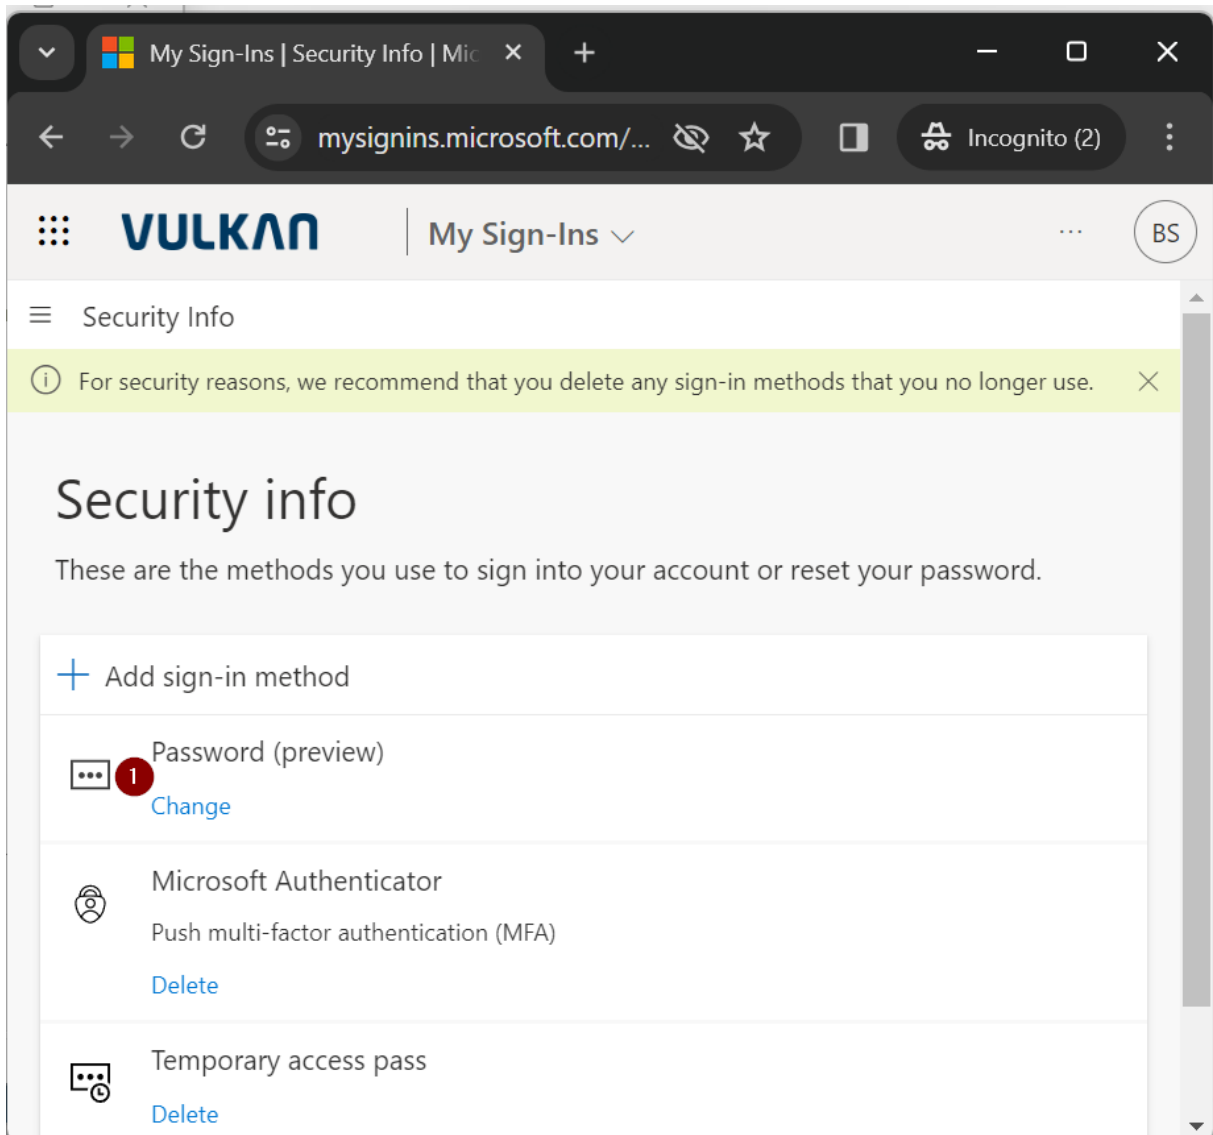 My Sign-Ins | Security Info | Mic
mysignins.microsoft.com/...
Incognito (2)
VULKAN
My Sign-Ins
...
BS
Security Info
For security reasons, we recommend that you delete any sign-in methods that you no longer use.
Security info
These are the methods you use to sign into your account or reset your password.
Add sign-in method
Password (preview)
1
Change
Microsoft Authenticator
Push multi-factor authentication (MFA)
Delete
Temporary access pass
Delete